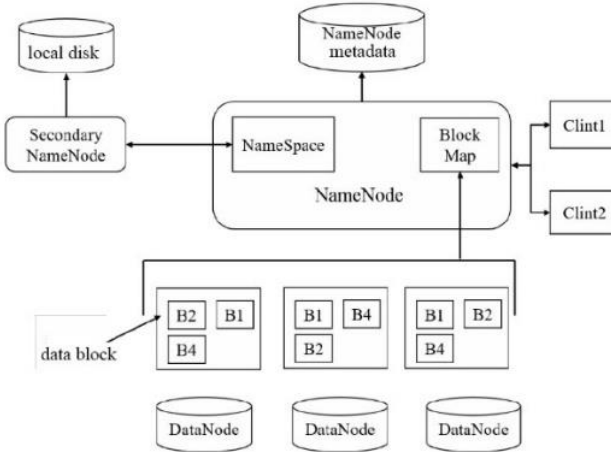 NameNode
metadata
local disk
Secondary
NameNode
NameSpace
Block
Map
NameNode
Clint1
Clint2
B2 B1
B4
B1 B4
B2
B1 B2
B4
data block
DataNode
DataNode
DataNode